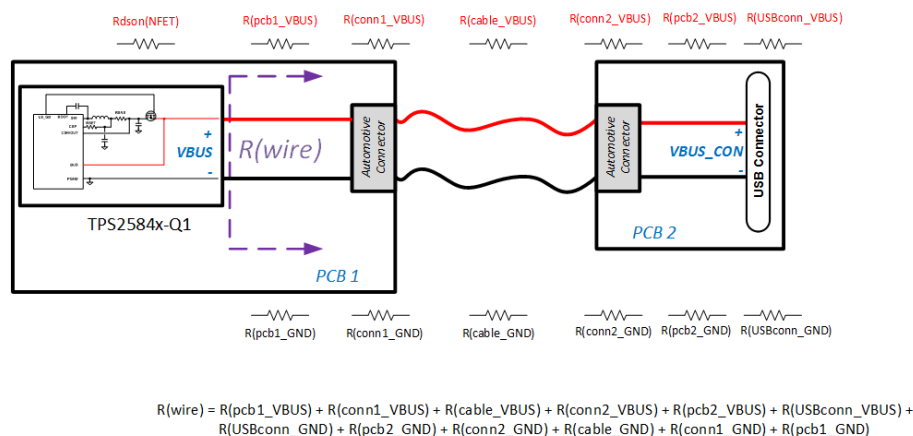 Rdson(NFET) R(pcb1_VBUS) R(conn1_VBUS) R(cable_VBUS) R(conn2_VBUS) R(pcb2_VBUS) R(USBconn_VBUS)
+
VBUS
-
R(wire)
Automotive
Connector
Automotive
Connector
+
VBUS_CON
-
USB Connector
TPS2584x-Q1
PCB 1
PCB 2
R(pcb1_GND) R(conn1_GND) R(cable_GND) R(conn2_GND) R(pcb2_GND) R(USBconn_GND)
R(wire) = R(pcb1_VBUS) + R(conn1_VBUS) + R(cable_VBUS) + R(conn2_VBUS) + R(pcb2_VBUS) + R(USBconn_VBUS) +
R(USBconn_GND) + R(pcb2_GND) + R(conn2_GND) + R(cable_GND) + R(conn1_GND) + R(pcb1_GND)